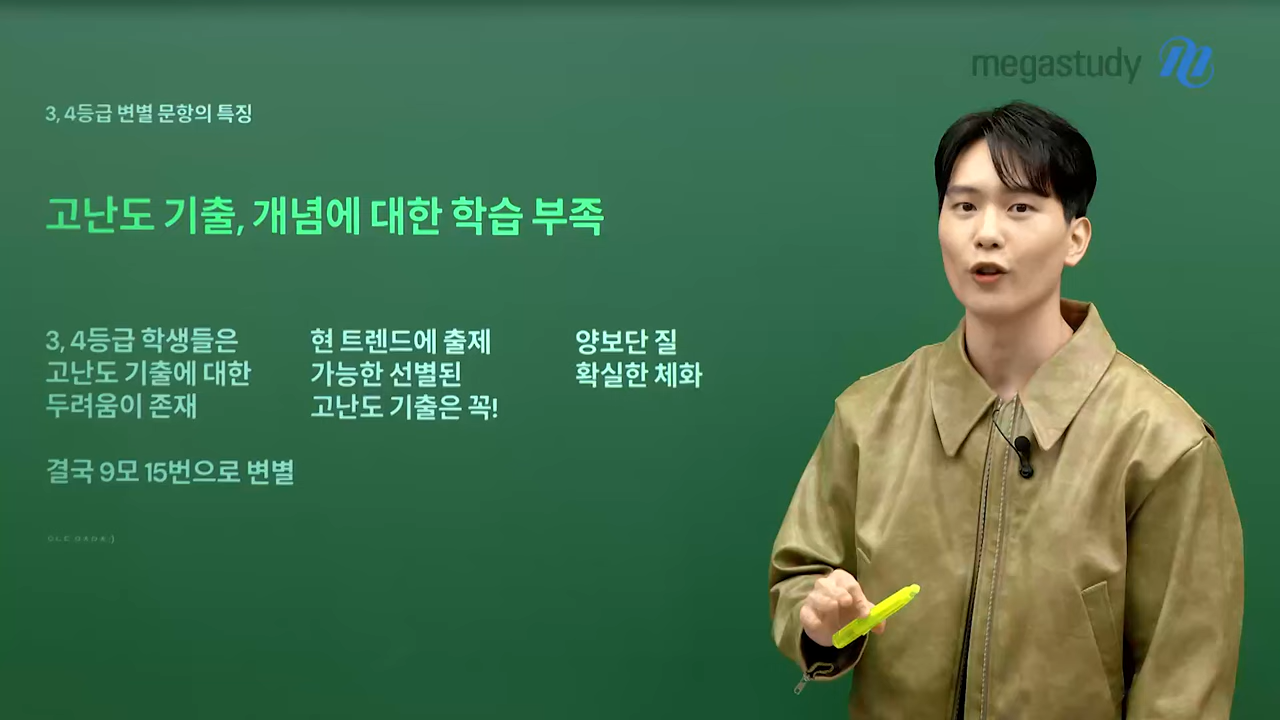 megastudy
3, 4등급 변별 문항의 특징
고난도 기출, 개념에 대한 학습 부족
3, 4등급 학생들은
고난도 기출에 대한
두려움이 존재
현 트렌드에 출제
가능한 선별된
고난도 기출은 꼭!
양보단 질
확실한 체화
결국 9모 15번으로 변별